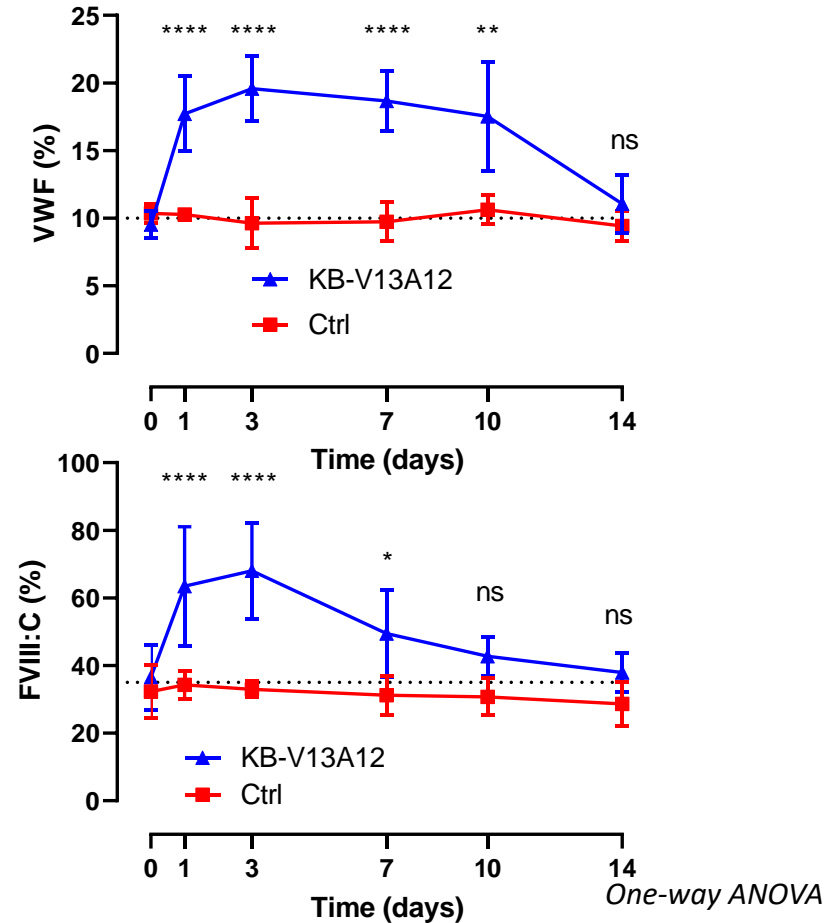 25
**** **** **** **
20
VWF (%)
15
ns
10
KB-V13A12
5
Ctrl
0
0 1 3 7 10 14
Time (days)
100
**** ****
80
FVIII:C (%)
*
60
ns
ns
40
20
KB-V13A12
Ctrl
0
0 1 3 7 10 14
Time (days)
One-way ANOVA